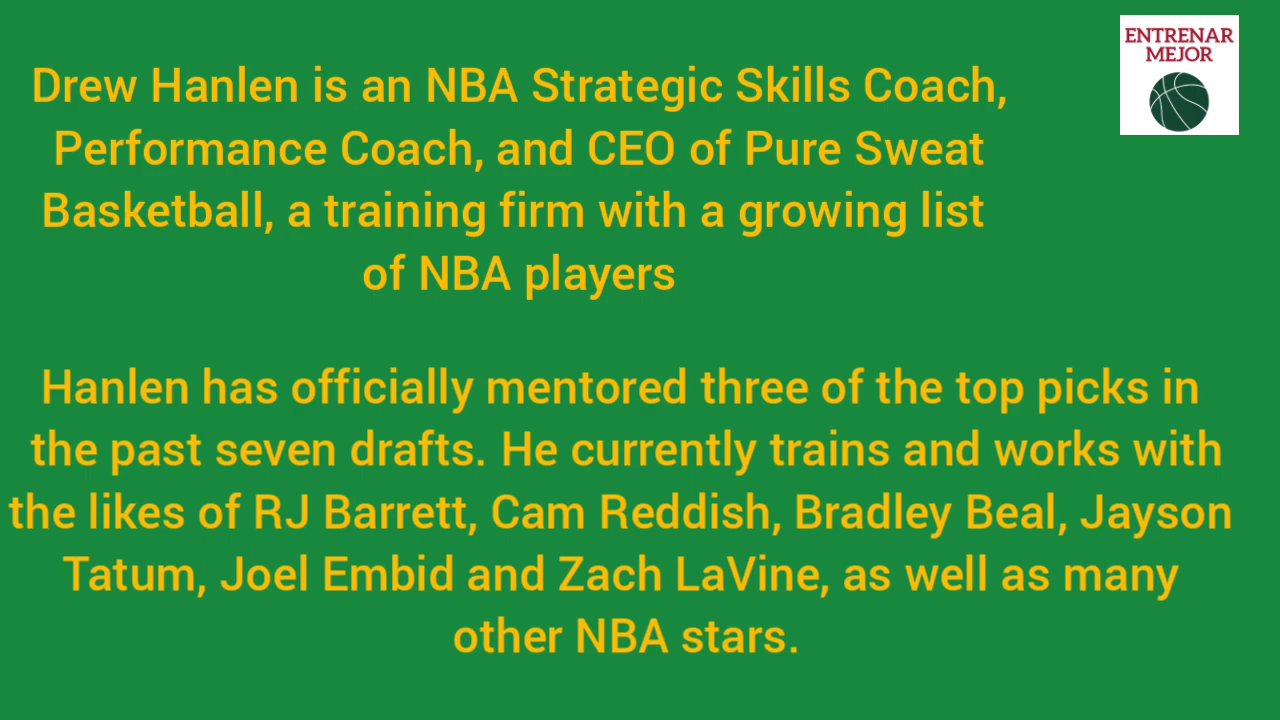 ENTRENAR
MEJOR
Drew Hanlen is an NBA Strategic Skills Coach,
Performance Coach, and CEO of Pure Sweat
Basketball, a training firm with a growing list
of NBA players
Hanlen has officially mentored three of the top picks in
the past seven drafts. He currently trains and works with
the likes of RJ Barrett, Cam Reddish, Bradley Beal, Jayson
Tatum, Joel Embid and Zach LaVine, as well as many
other NBA stars.